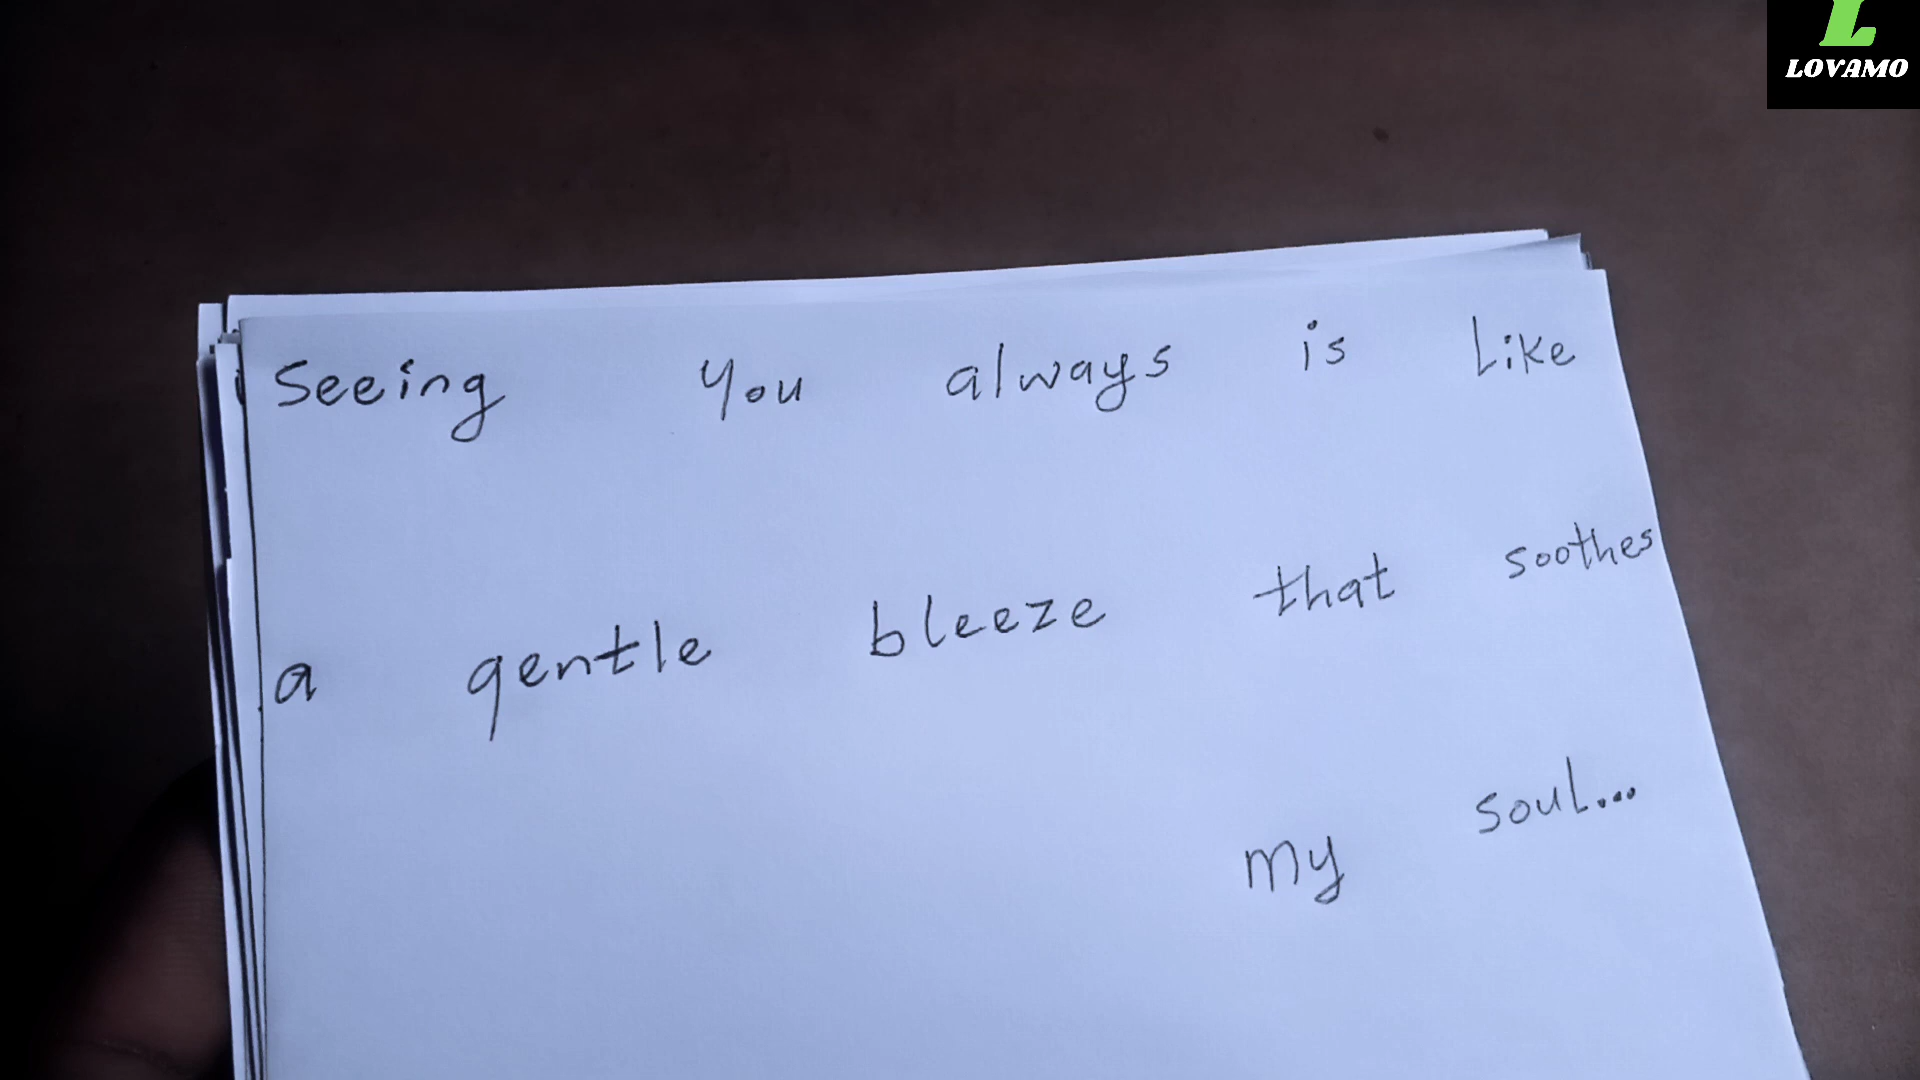 L
LOVAMO
Seeing you always is like
a gentle bleeze that soothes
my soul...